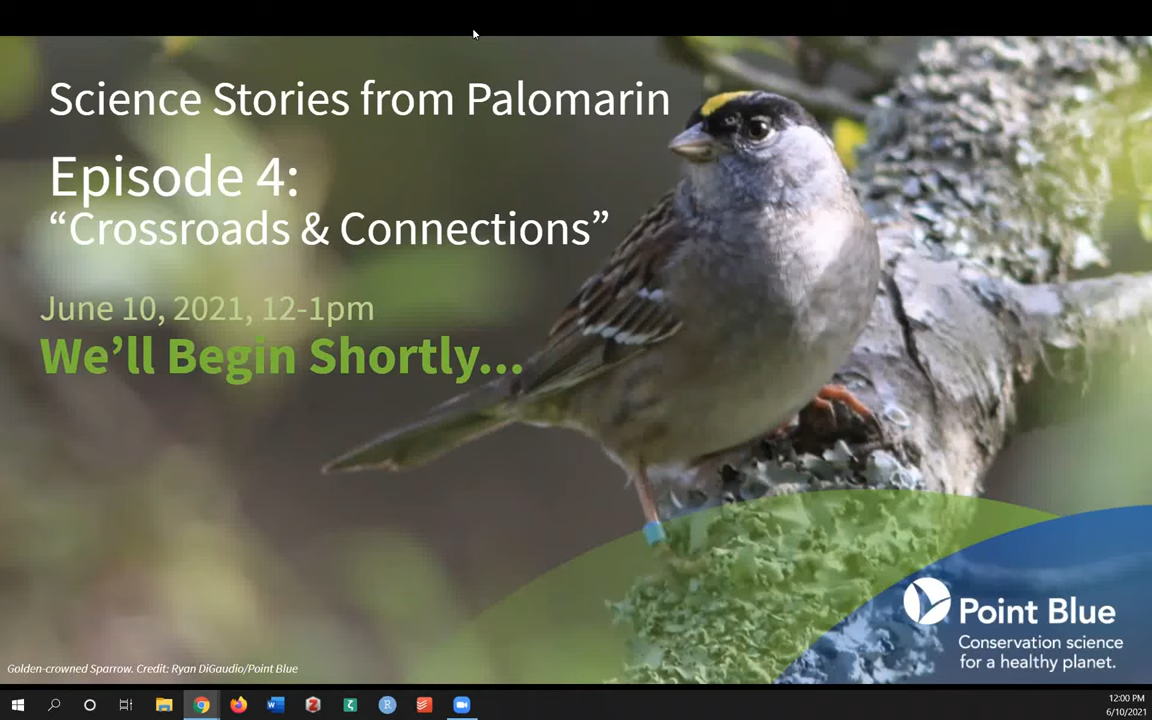 Science Stories from Palomarin
Episode 4:
“Crossroads & Connections”
June 10, 2021, 12-1pm
We’ll Begin Shortly...
Point Blue
Conservation science
for a healthy planet.
Golden-crowned Sparrow. Credit: Ryan DiGaudio/Point Blue
12:00 PM
6/10/2021